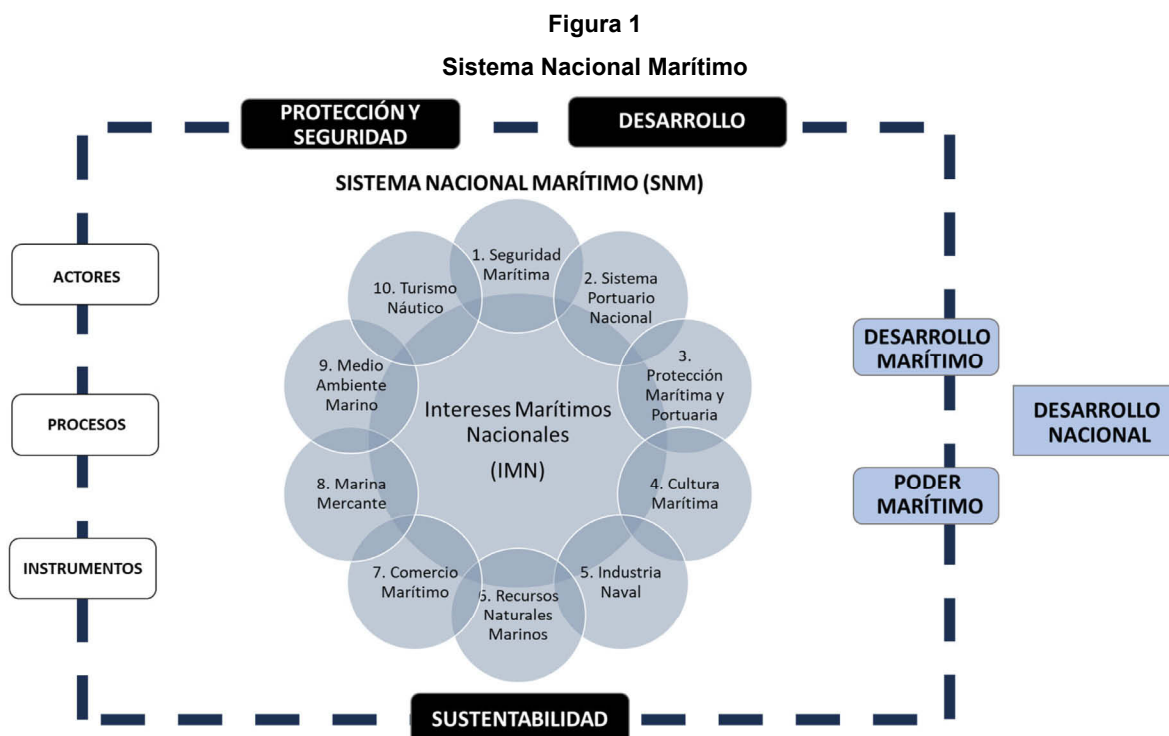 Figura 1
Sistema Nacional Marítimo
PROTECCIÓN Y
SEGURIDAD
DESARROLLO
SISTEMA NACIONAL MARÍTIMO (SNM)
ACTORES
PROCESOS
INSTRUMENTOS
1. Seguridad
Marítima
2. Sistema
Portuario
Nacional
3.
Protección
Marítima y
Portuaria
4. Cultura
Marítima
5. Industria
Naval
6. Recursos
Naturales
Marinos
7. Comercio
Marítimo
8. Marina
Mercante
9. Medio
Ambiente
Marino
10. Turismo
Náutico
Intereses Marítimos
Nacionales
(IMN)
DESARROLLO
MARÍTIMO
PODER
MARÍTIMO
DESARROLLO
NACIONAL
SUSTENTABILIDAD